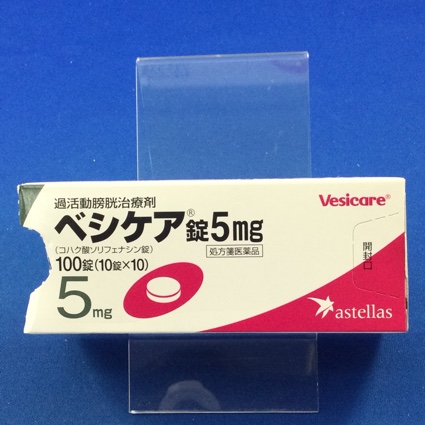 過活動膀胱治療剤
Vesicare®
ベシケア®錠5mg
(コハク酸ソリフェナシン錠)
処方箋医薬品
100錠(10錠×10)
開封口
5mg
astellas